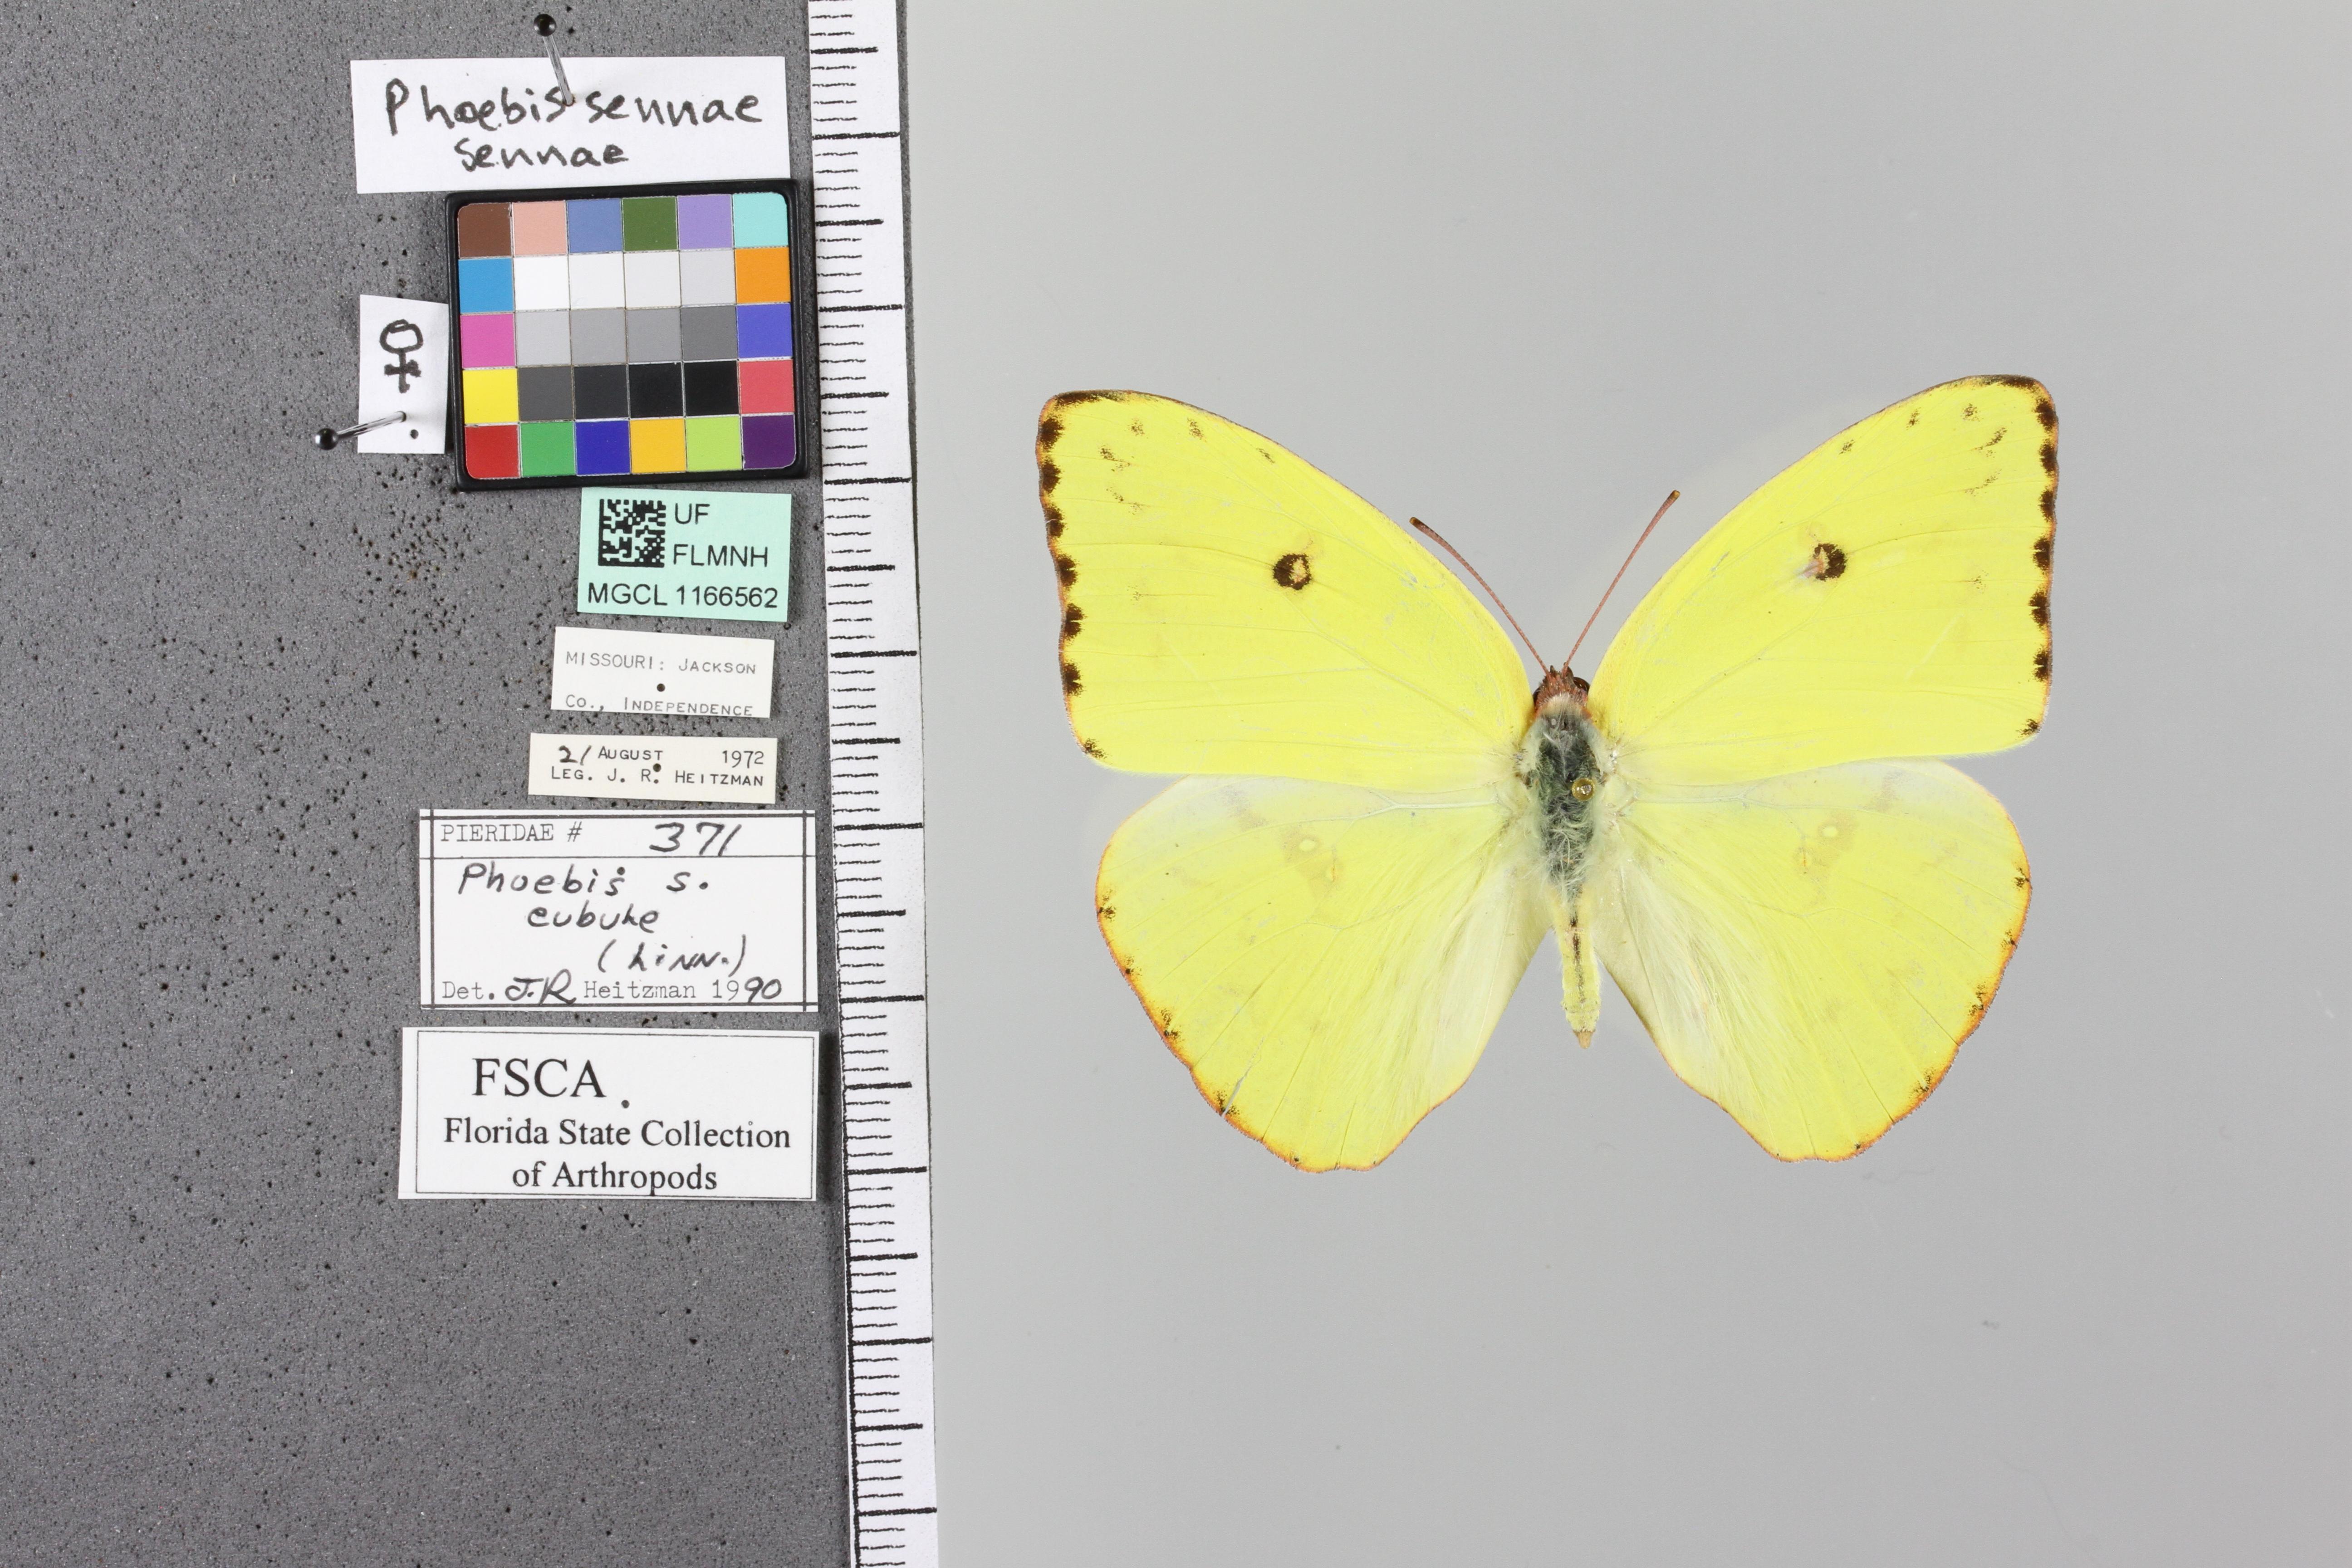 Phoebis sennae
sennae
♀
UF
FLMNH
MGCL 1166562
MISSOURI: JACKSON
CO., INDEPENDENCE
21 AUGUST 1972
LEG. J. R. HEITZMAN
PIERIDAE # 371
Phoebis s.
eubule
(Linn.)
Det. J.R. Heitzman 1990
FSCA
Florida State Collection
of Arthropods